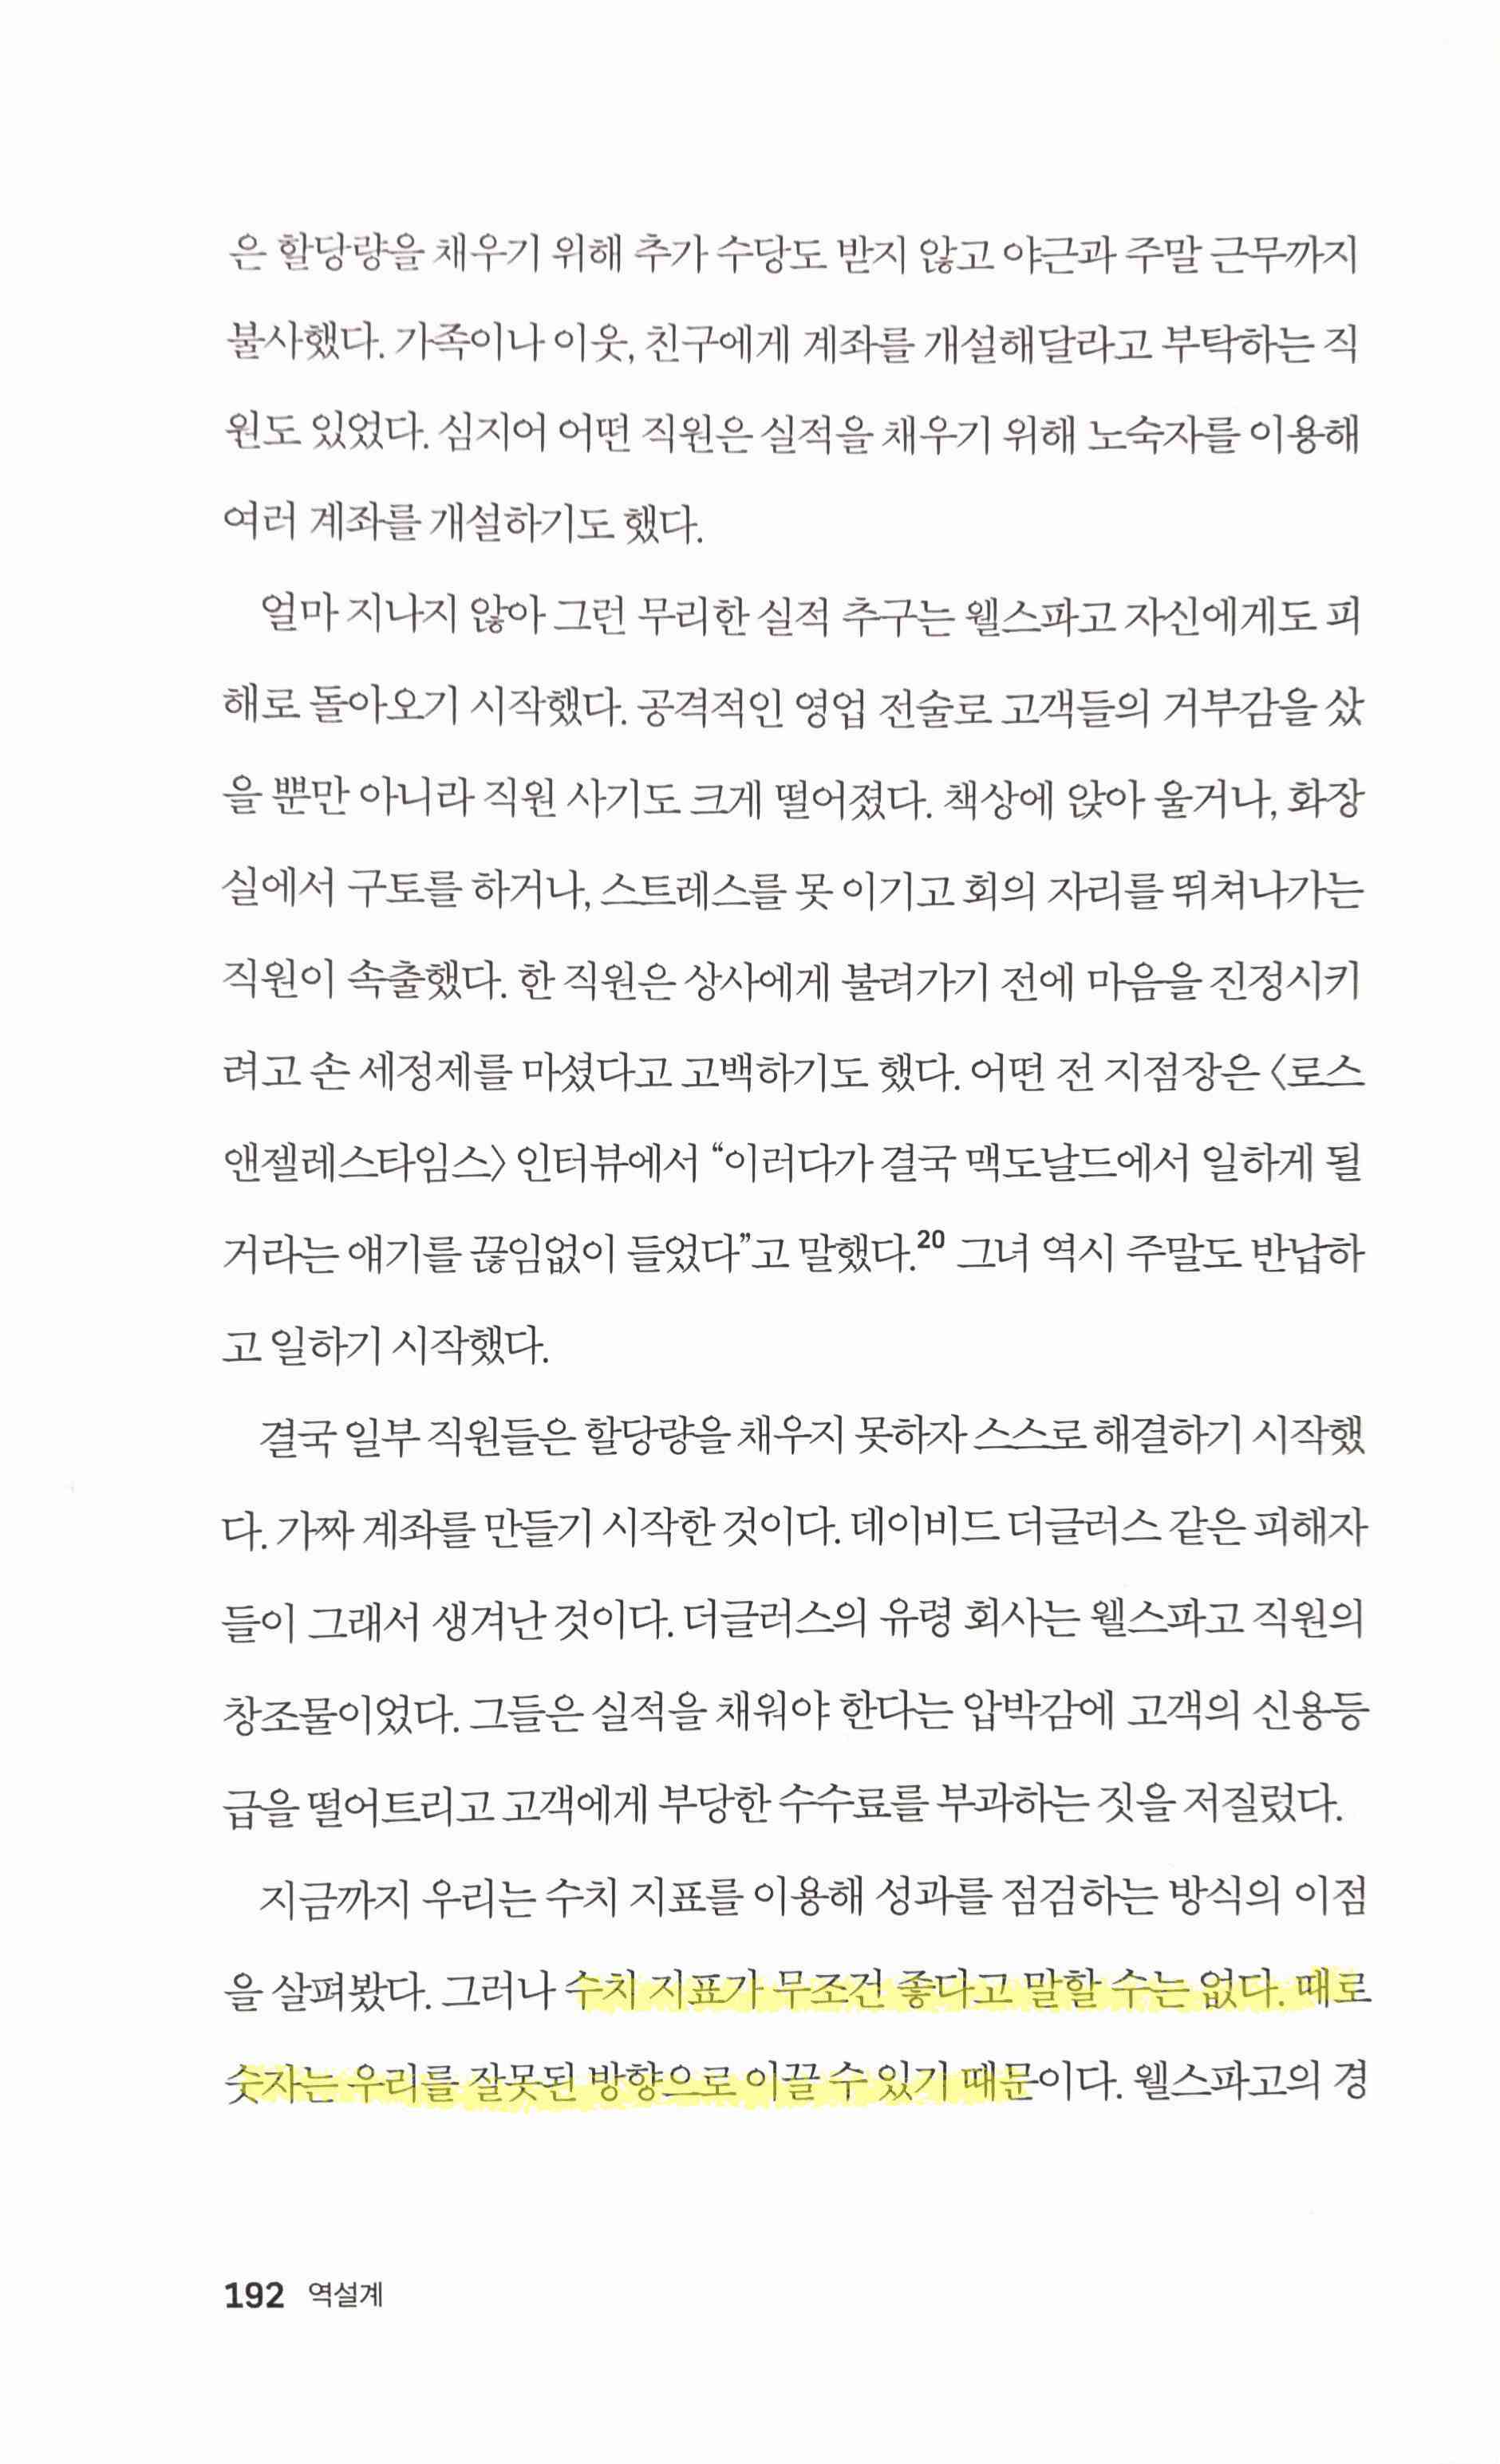 은 할당량을 채우기 위해 추가 수당도 받지 않고 야근과 주말 근무까지
불사했다. 가족이나 이웃, 친구에게 계좌를 개설해달라고 부탁하는 직
원도 있었다. 심지어 어떤 직원은 실적을 채우기 위해 노숙자를 이용해
여러 계좌를 개설하기도 했다.
얼마 지나지 않아 그런 무리한 실적 추구는 웰스파고 자신에게도 피
해로 돌아오기 시작했다. 공격적인 영업 전술로 고객들의 거부감을 샀
을 뿐만 아니라 직원 사기도 크게 떨어졌다. 책상에 앉아 울거나, 화장
실에서 구토를 하거나, 스트레스를 못 이기고 회의 자리를 뛰쳐나가는
직원이 속출했다. 한 직원은 상사에게 불려가기 전에 마음을 진정시키
려고 손 세정제를 마셨다고 고백하기도 했다. 어떤 전 지점장은 〈로스
앤젤레스타임스〉 인터뷰에서 “이러다가 결국 맥도날드에서 일하게 될
거라는 얘기를 끊임없이 들었다”고 말했다.20 그녀 역시 주말도 반납하
고 일하기 시작했다.
결국 일부 직원들은 할당량을 채우지 못하자 스스로 해결하기 시작했
다. 가짜 계좌를 만들기 시작한 것이다. 데이비드 더글러스 같은 피해자
들이 그래서 생겨난 것이다. 더글러스의 유령 회사는 웰스파고 직원의
창조물이었다. 그들은 실적을 채워야 한다는 압박감에 고객의 신용등
급을 떨어트리고 고객에게 부당한 수수료를 부과하는 짓을 저질렀다.
지금까지 우리는 수치 지표를 이용해 성과를 점검하는 방식의 이점
을 살펴봤다. 그러나 수치 지표가 무조건 좋다고 말할 수는 없다. 때로
숫자는 우리를 잘못된 방향으로 이끌 수 있기 때문이다. 웰스파고의 경
192 역설계